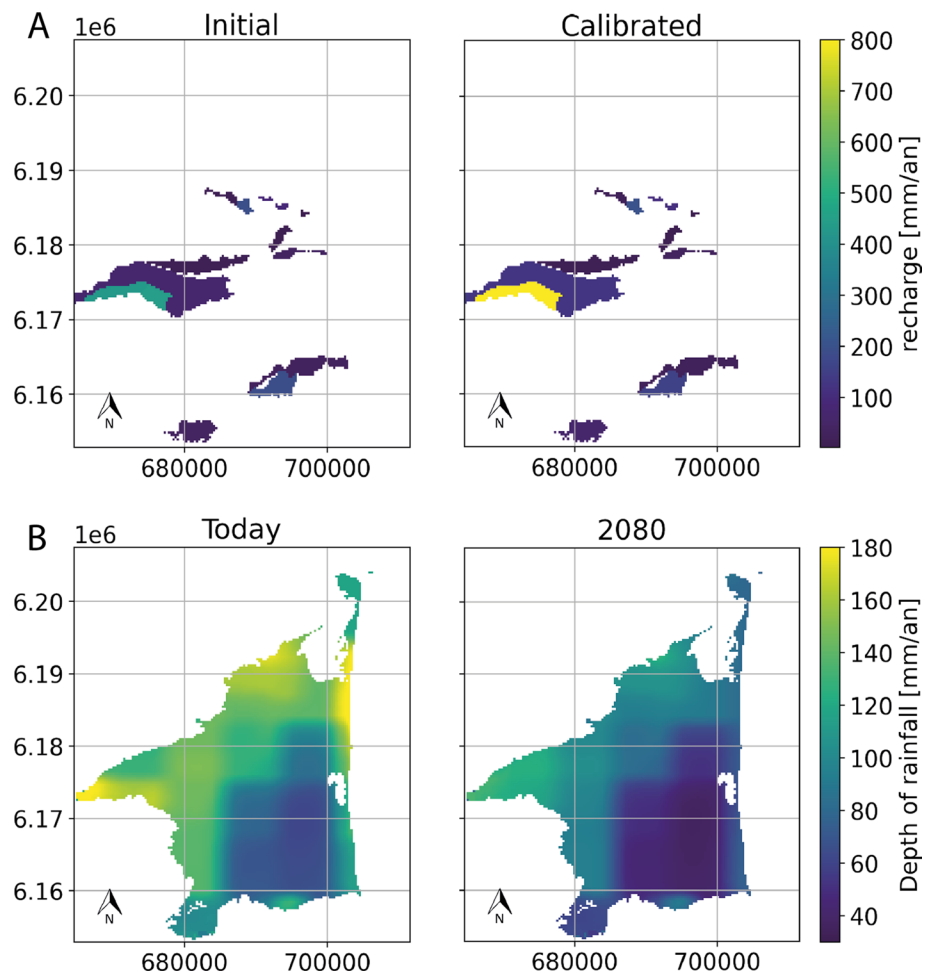 A
1e6
Initial
Calibrated
6.20
6.19
6.18
6.17
6.16
N
N
680000
700000
680000
700000
800
700
600
500
400
300
200
100
recharge [mm/an]
B
1e6
Today
2080
6.20
6.19
6.18
6.17
6.16
N
N
680000
700000
680000
700000
180
160
140
120
100
80
60
40
Depth of rainfall [mm/an]